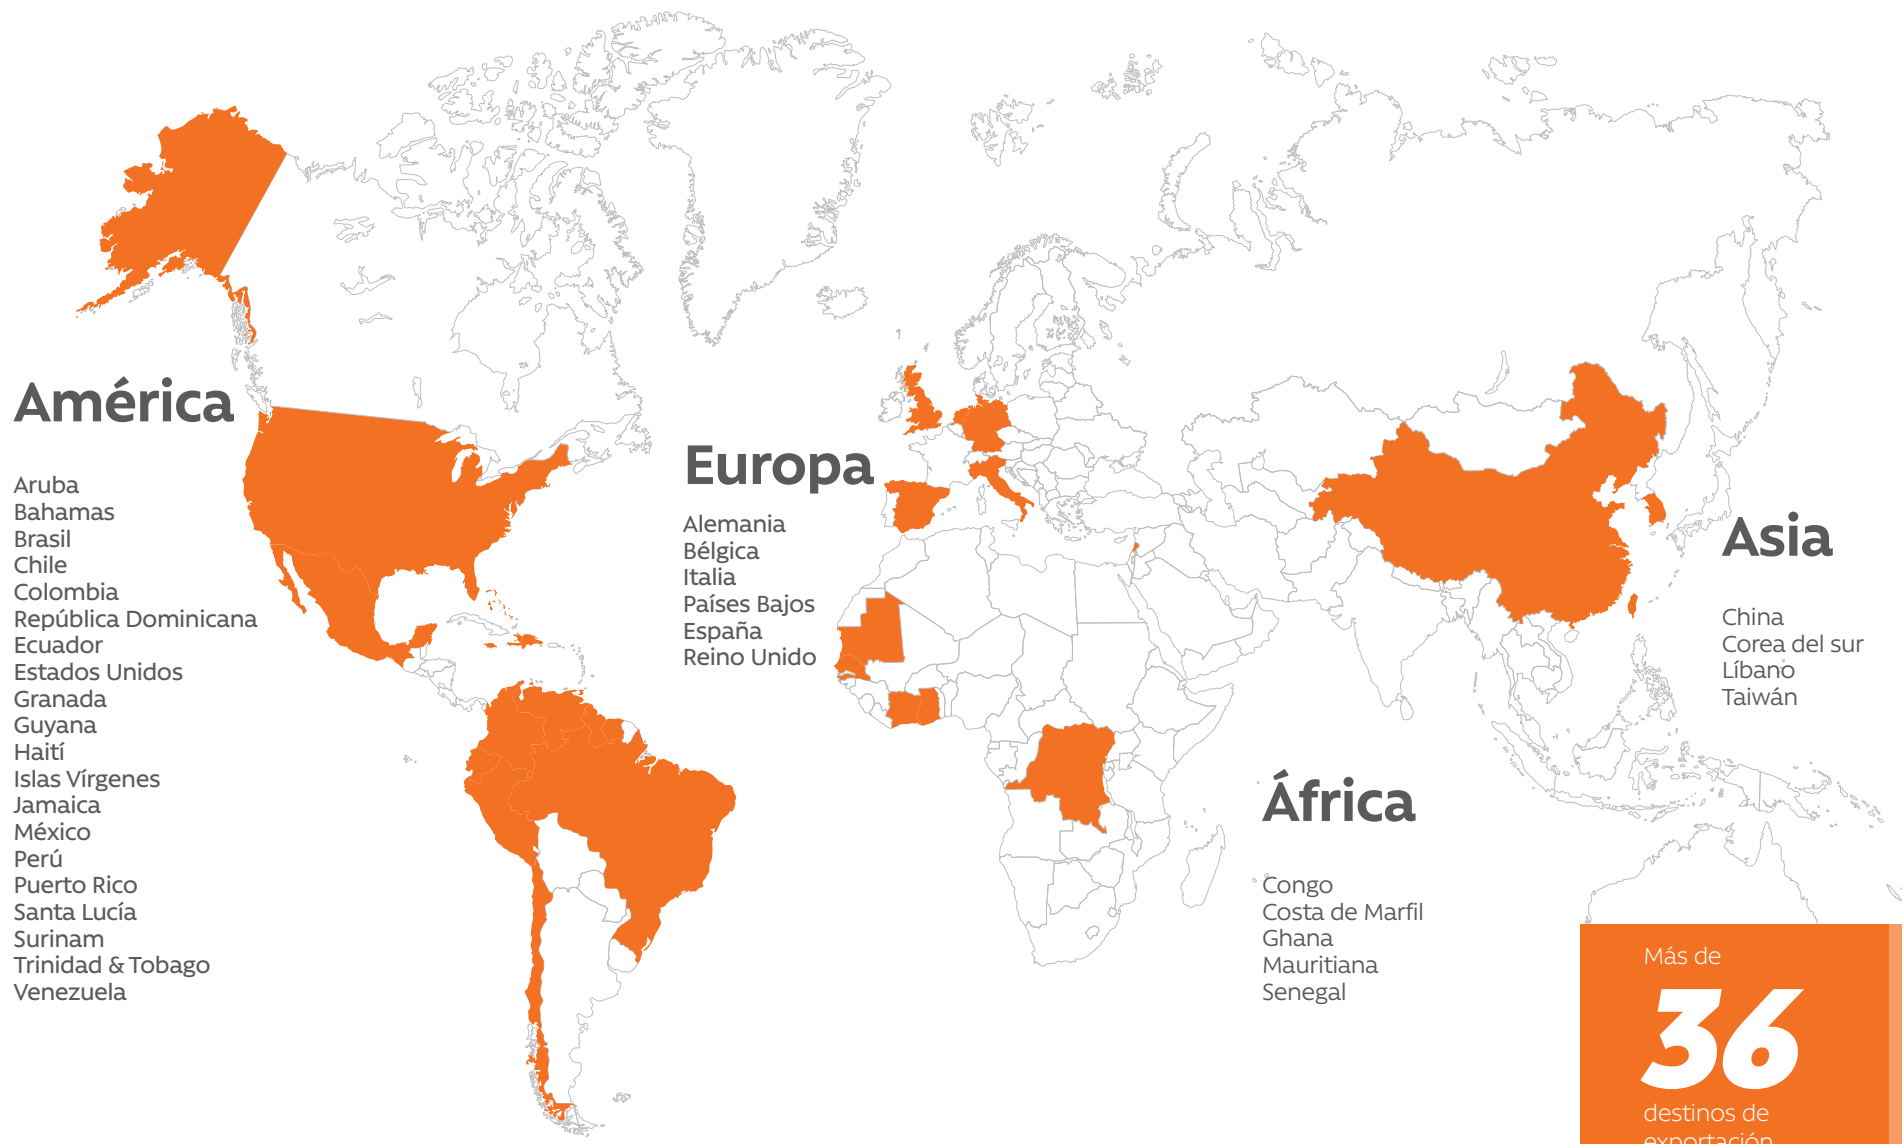 América
Aruba
Bahamas
Brasil
Chile
Colombia
República Dominicana
Ecuador
Estados Unidos
Granada
Guyana
Haití
Islas Vírgenes
Jamaica
México
Perú
Puerto Rico
Santa Lucía
Surinam
Trinidad & Tobago
Venezuela
Europa
Alemania
Bélgica
Italia
Países Bajos
España
Reino Unido
Asia
China
Corea del sur
Líbano
Taiwán
África
Congo
Costa de Marfil
Ghana
Mauritiana
Senegal
Más de
36
destinos de
exportación